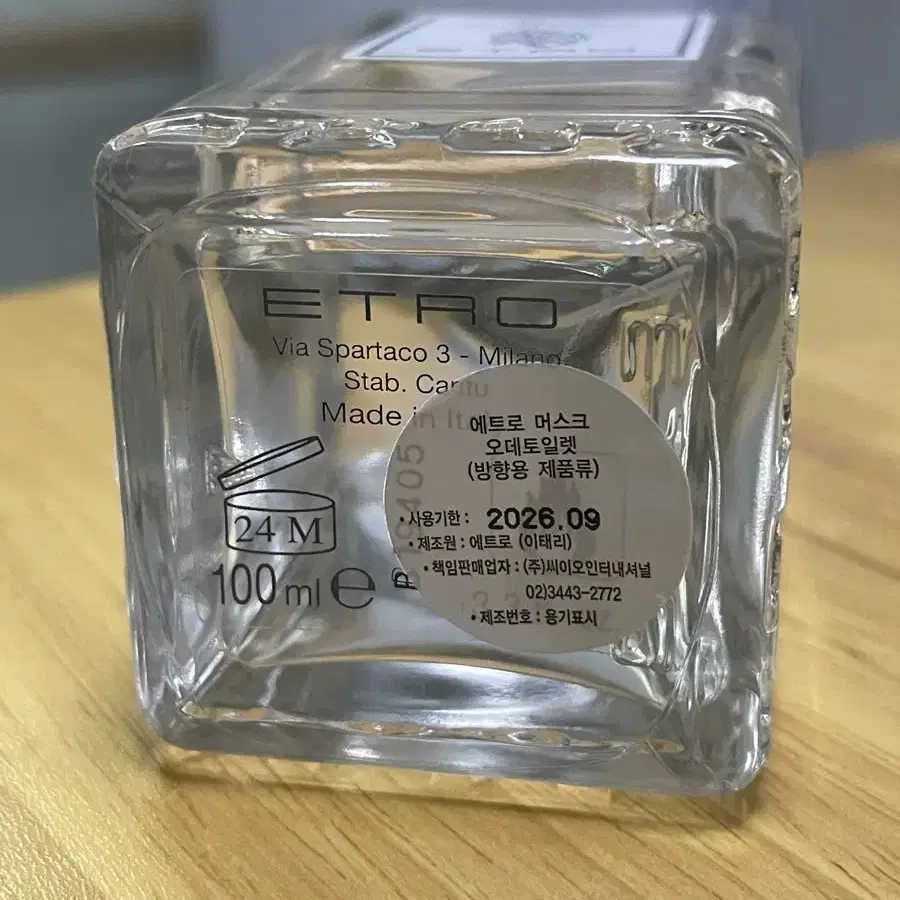 ETRO
Via Spartaco 3 - Milano
Stab. Cantu
Made in It
24 M
100 ml e
에트로 머스크
오데토일렛
(방향용 제품류)
• 사용기한 : 2026.09
• 제조원 : 에트로 (이태리)
• 책임판매업자 : (주)씨이오인터내셔널
02)3443-2772
• 제조번호 : 용기표시